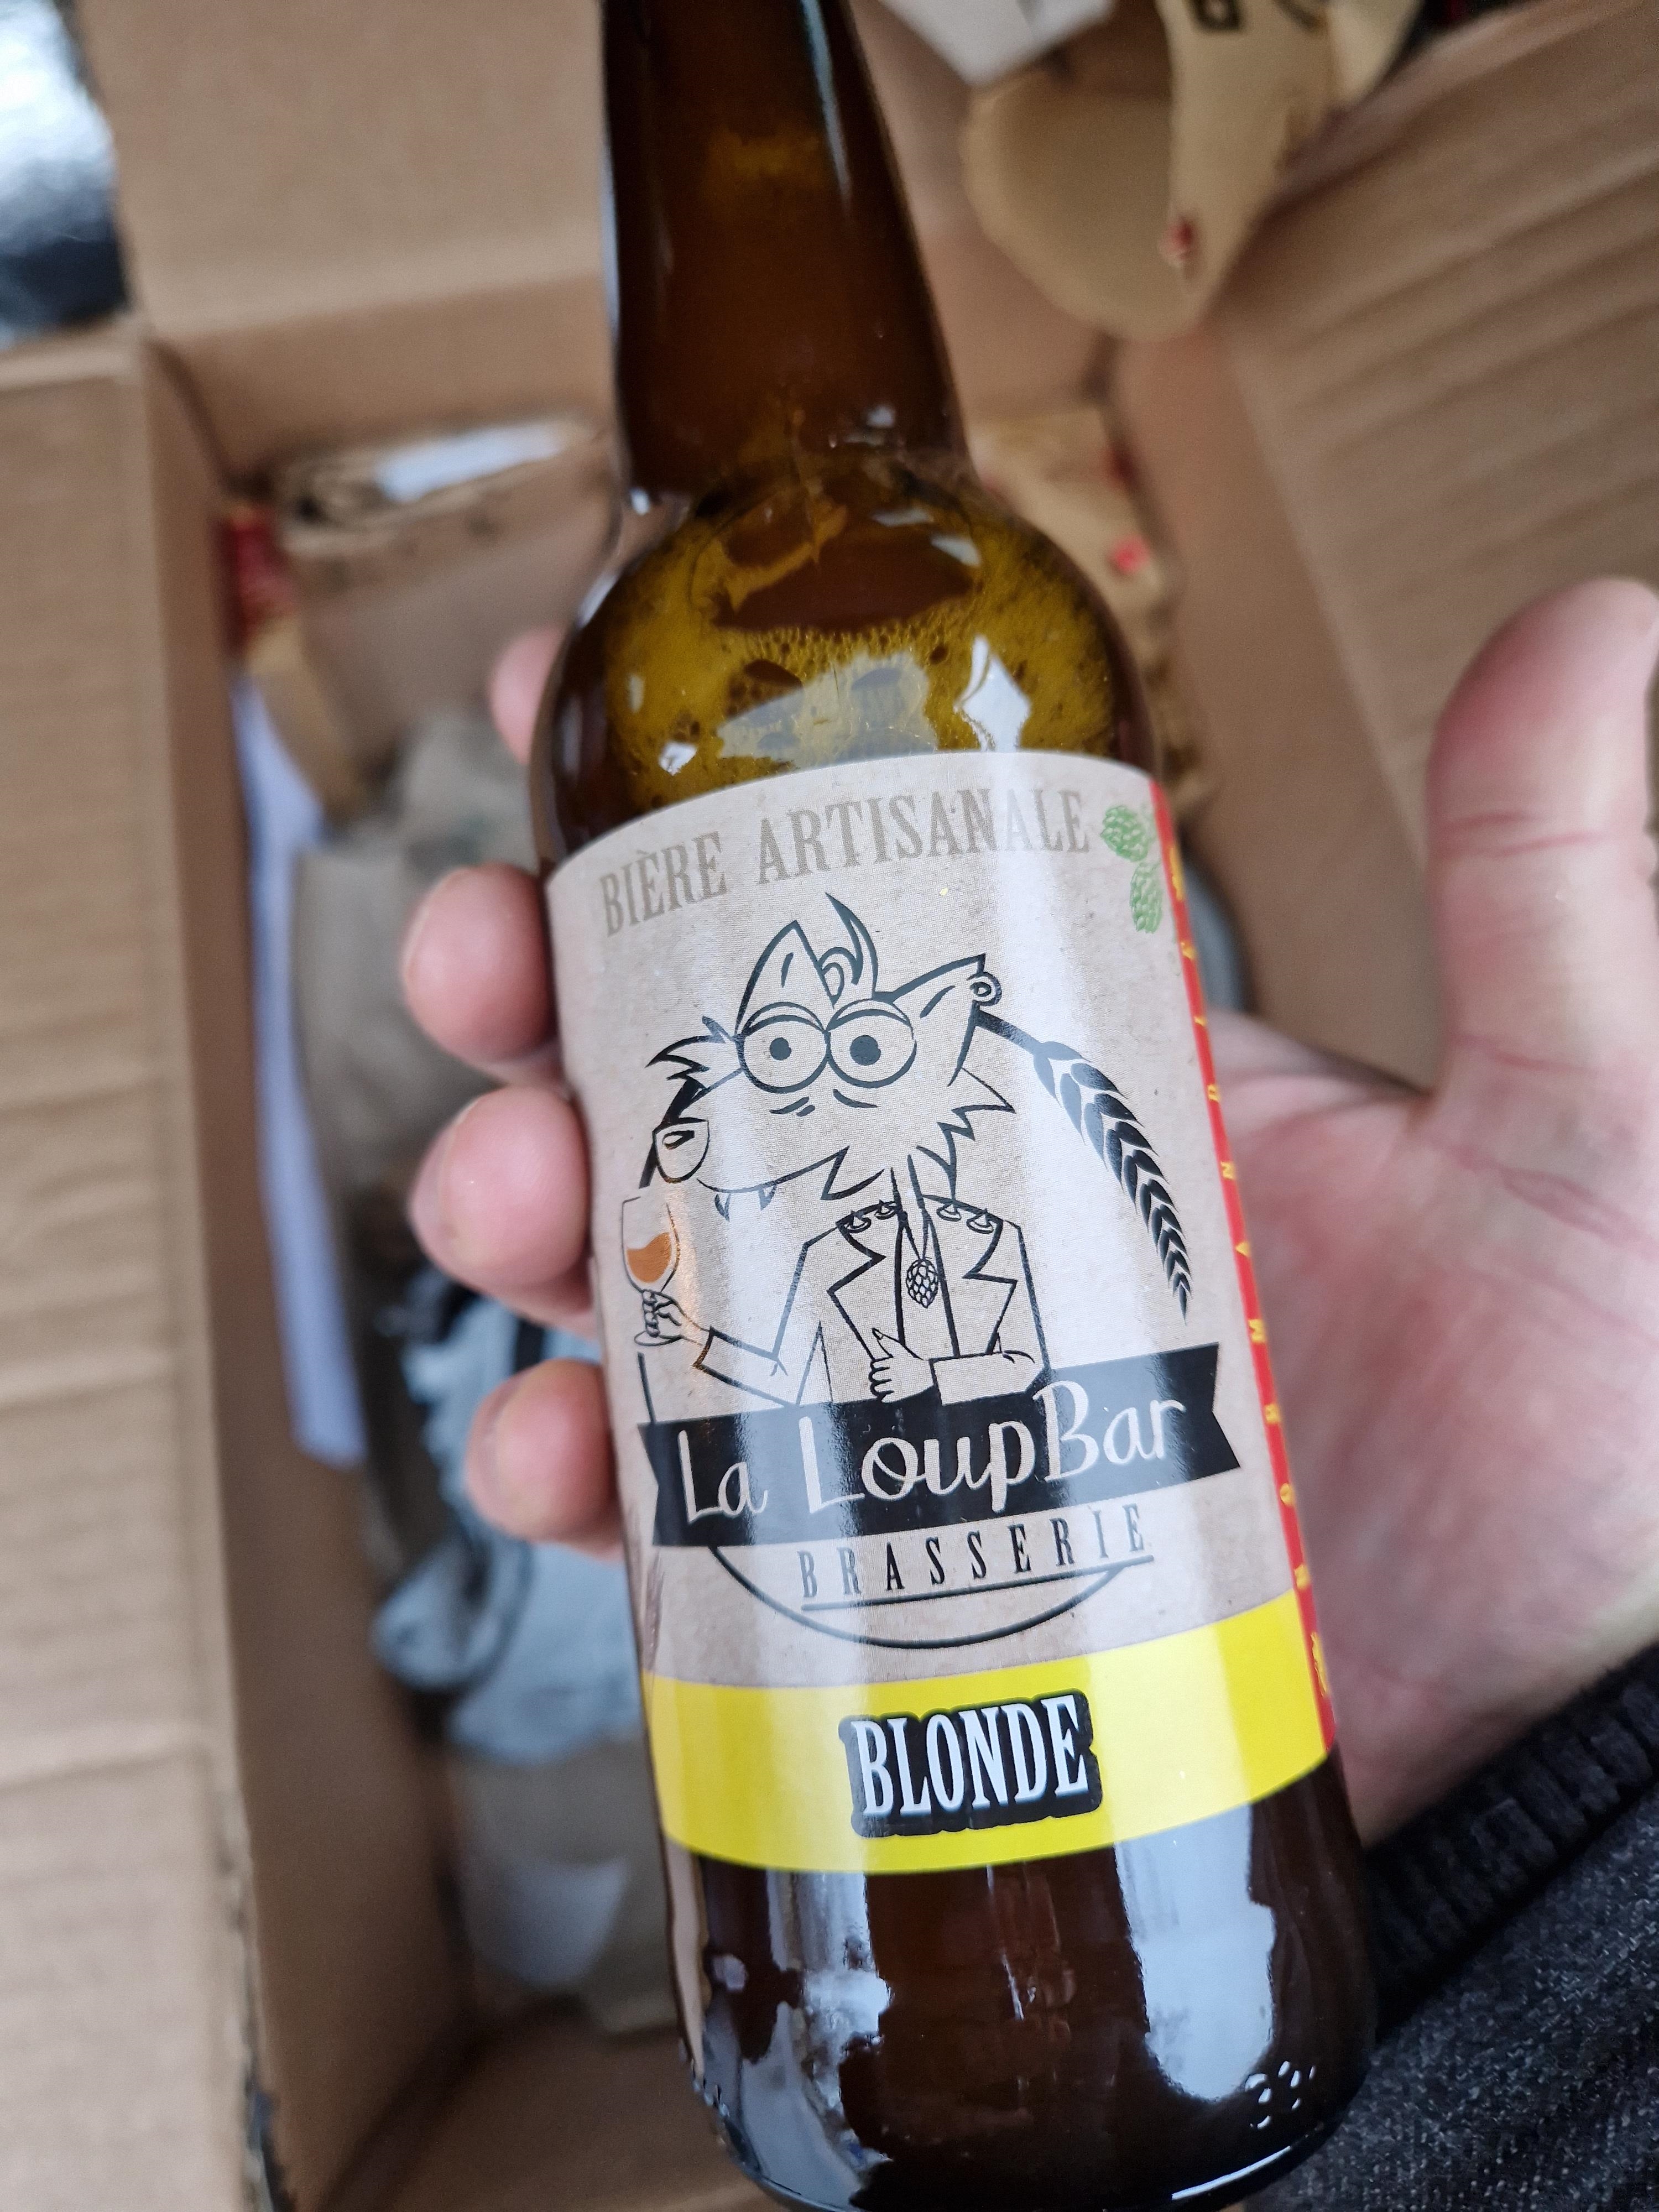 BIÈRE ARTISANALE
La LoupBar
BRASSERIE
BLONDE